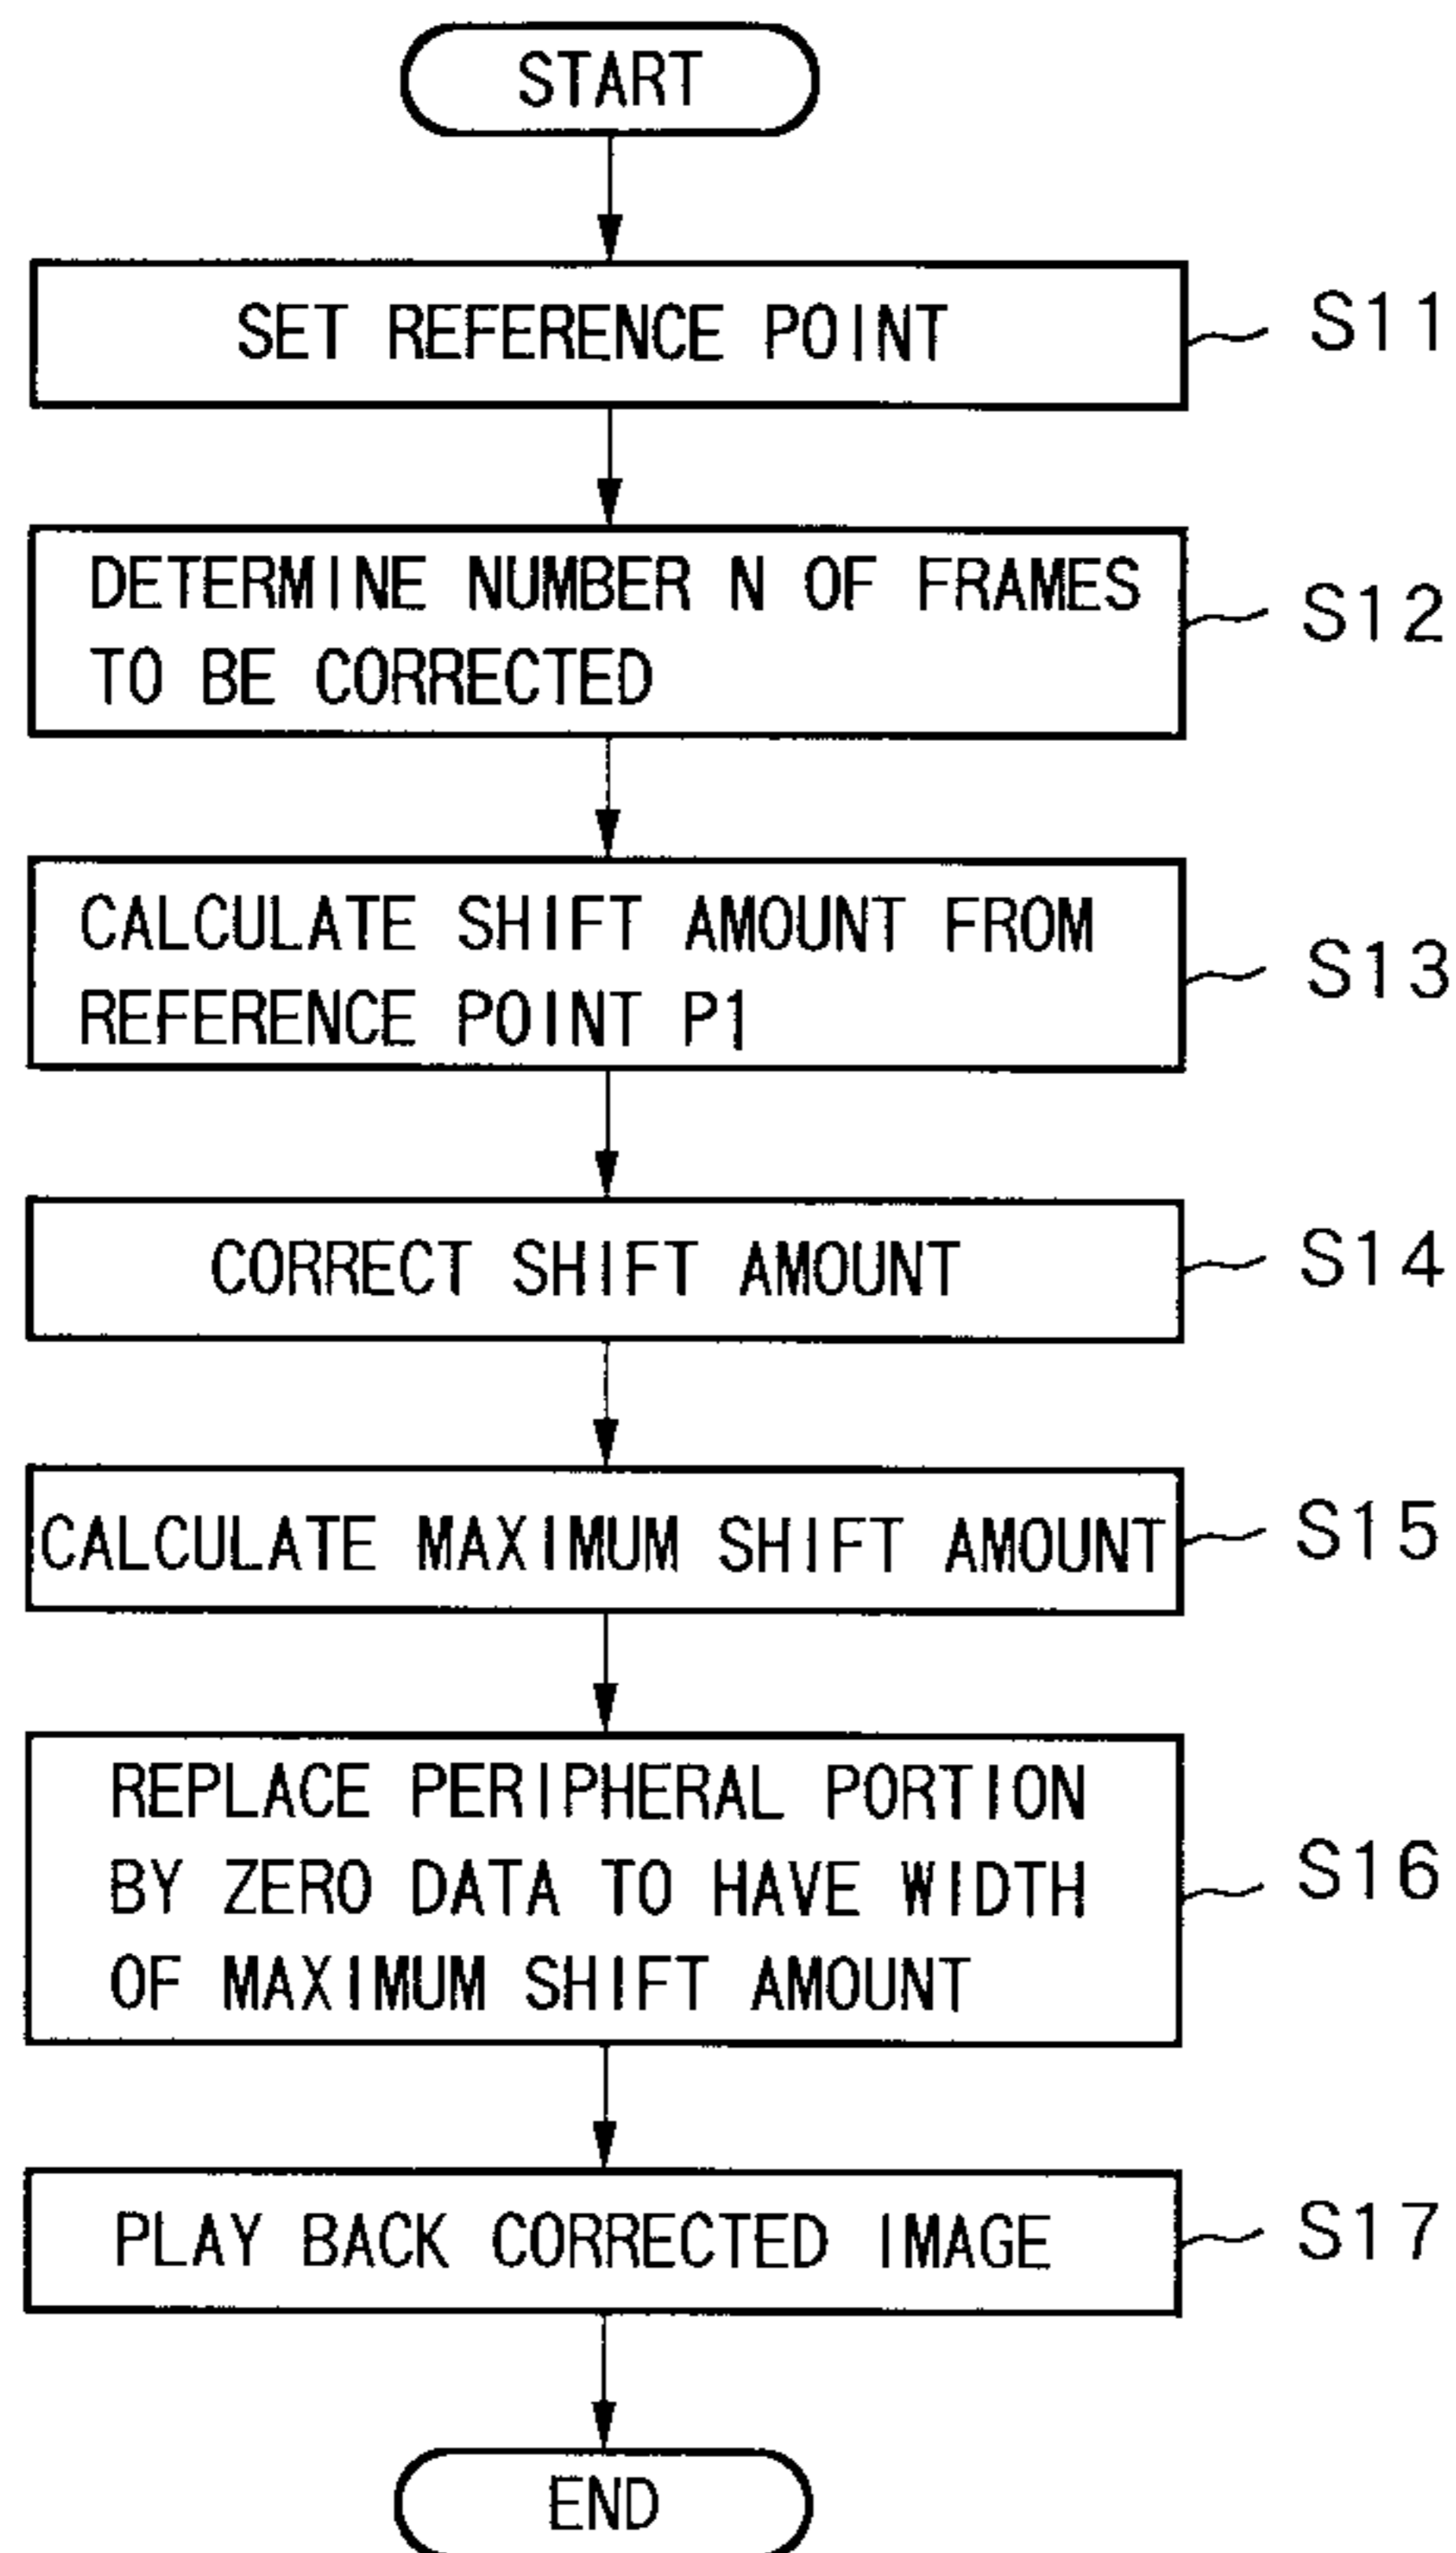 START
SET REFERENCE POINT
S11
DETERMINE NUMBER N OF FRAMES
TO BE CORRECTED
S12
CALCULATE SHIFT AMOUNT FROM
REFERENCE POINT P1
S13
CORRECT SHIFT AMOUNT
S14
CALCULATE MAXIMUM SHIFT AMOUNT
S15
REPLACE PERIPHERAL PORTION
BY ZERO DATA TO HAVE WIDTH
OF MAXIMUM SHIFT AMOUNT
S16
PLAY BACK CORRECTED IMAGE
S17
END